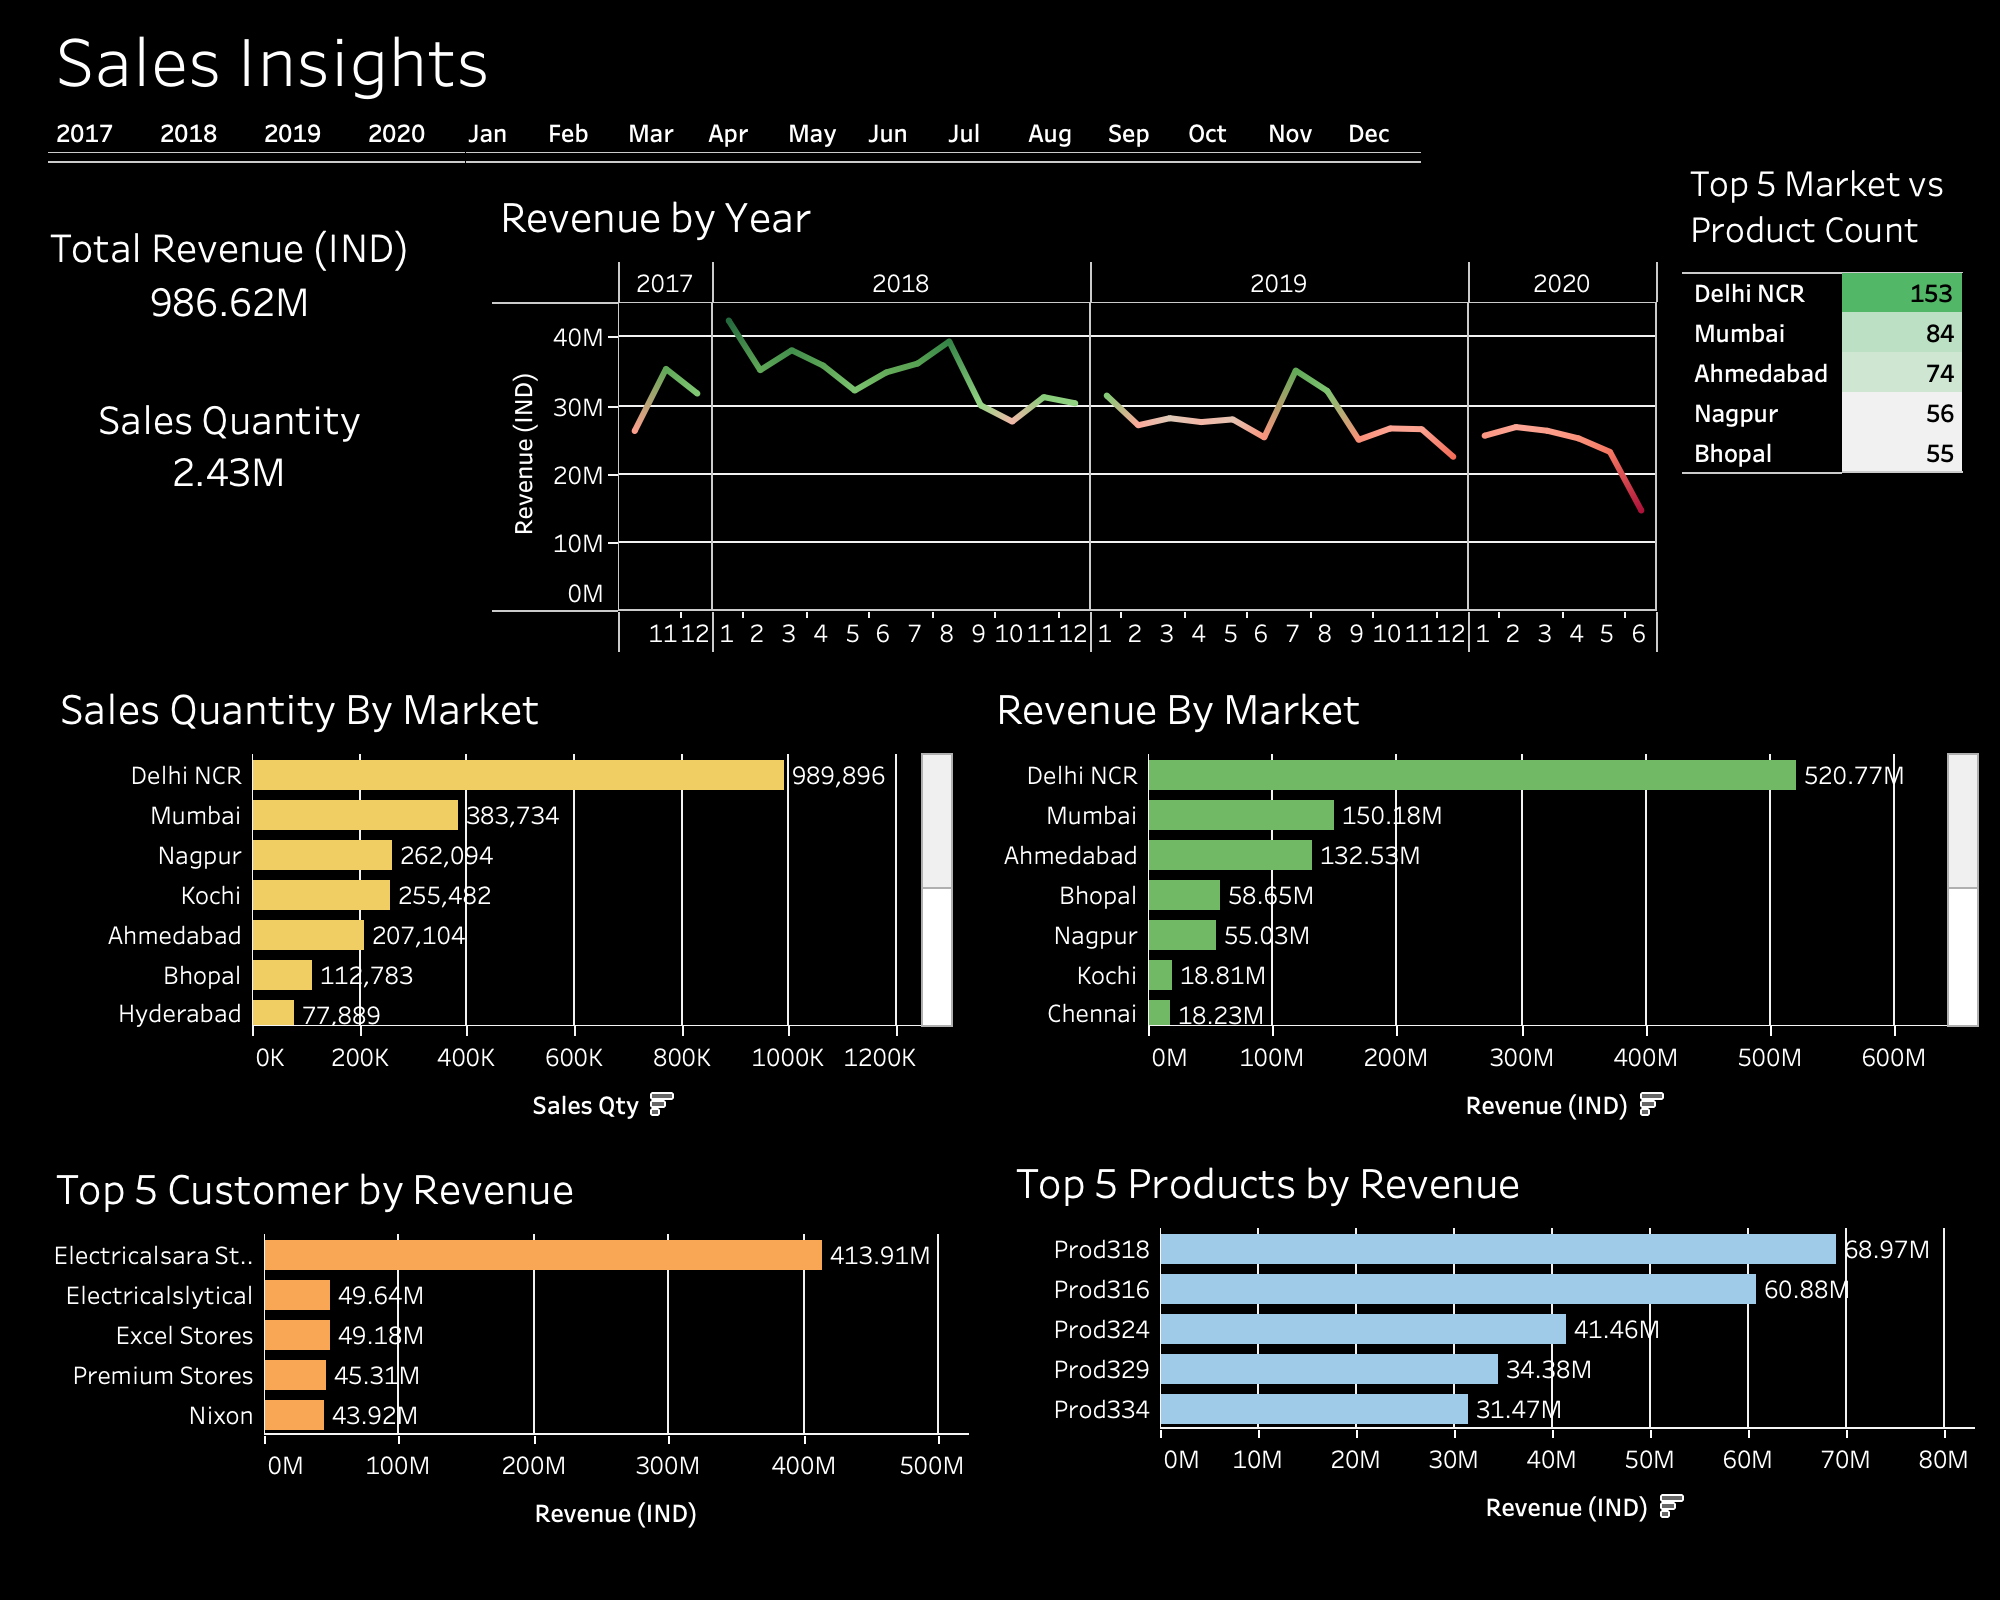 Sales Insights
2017 2018 2019 2020 Jan Feb Mar Apr May Jun Jul Aug Sep Oct Nov Dec
Total Revenue (IND)
986.62M
Sales Quantity
2.43M
Revenue by Year
2017 2018 2019 2020
Revenue (IND)
40M
30M
20M
10M
0M
11 12 1 2 3 4 5 6 7 8 9 10 11 12 1 2 3 4 5 6 7 8 9 10 11 12 1 2 3 4 5 6
Top 5 Market vs
Product Count
Delhi NCR 153
Mumbai 84
Ahmedabad 74
Nagpur 56
Bhopal 55
Sales Quantity By Market
Delhi NCR 989,896
Mumbai 383,734
Nagpur 262,094
Kochi 255,482
Ahmedabad 207,104
Bhopal 112,783
Hyderabad 77,889
0K 200K 400K 600K 800K 1000K 1200K
Sales Qty
Revenue By Market
Delhi NCR 520.77M
Mumbai 150.18M
Ahmedabad 132.53M
Bhopal 58.65M
Nagpur 55.03M
Kochi 18.81M
Chennai 18.23M
0M 100M 200M 300M 400M 500M 600M
Revenue (IND)
Top 5 Customer by Revenue
Electricalsara St.. 413.91M
Electricalslytical 49.64M
Excel Stores 49.18M
Premium Stores 45.31M
Nixon 43.92M
0M 100M 200M 300M 400M 500M
Revenue (IND)
Top 5 Products by Revenue
Prod318 68.97M
Prod316 60.88M
Prod324 41.46M
Prod329 34.38M
Prod334 31.47M
0M 10M 20M 30M 40M 50M 60M 70M 80M
Revenue (IND)